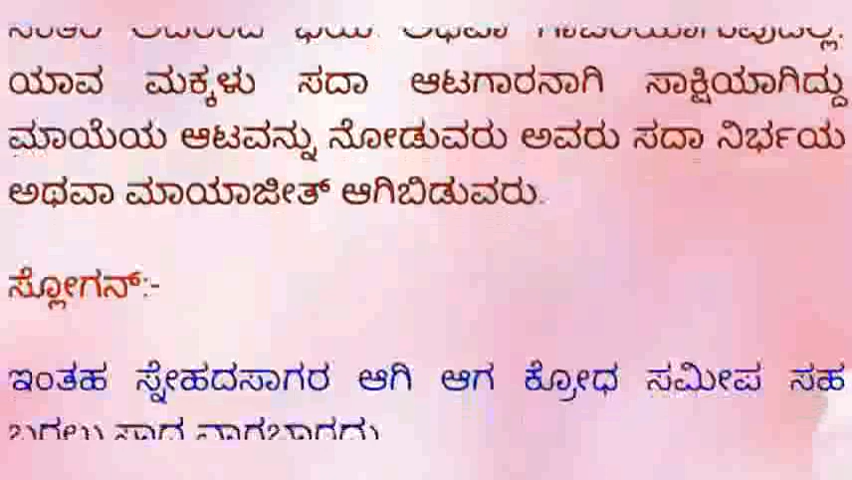 ಯಾವ ಮಕ್ಕಳು ಸದಾ ಆಟಗಾರನಾಗಿ ಸಾಕ್ಷಿಯಾಗಿದ್ದು
ಮಾಯೆಯ ಆಟವನ್ನು ನೋಡುವರು ಅವರು ಸದಾ ನಿರ್ಭಯ
ಅಥವಾ ಮಾಯಾಜೀತ್ ಆಗಿಬಿಡುವರು.
ಸ್ಲೋಗನ್:-
ಇಂತಹ ಸ್ನೇಹದಸಾಗರ ಆಗಿ ಆಗ ಕ್ರೋಧ ಸಮೀಪ ಸಹ